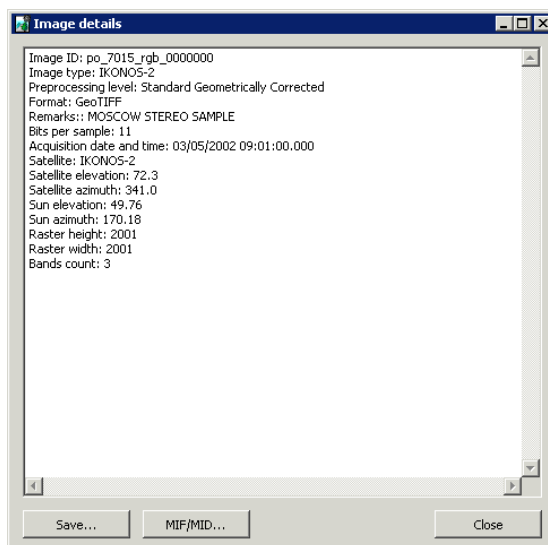 Image details
Image ID: po_7015_rgb_0000000
Image type: IKONOS-2
Preprocessing level: Standard Geometrically Corrected
Format: GeoTIFF
Remarks:: MOSCOW STEREO SAMPLE
Bits per sample: 11
Acquisition date and time: 03/05/2002 09:01:00.000
Satellite: IKONOS-2
Satellite elevation: 72.3
Satellite azimuth: 341.0
Sun elevation: 49.76
Sun azimuth: 170.18
Raster height: 2001
Raster width: 2001
Bands count: 3
Save... MIF/MID... Close